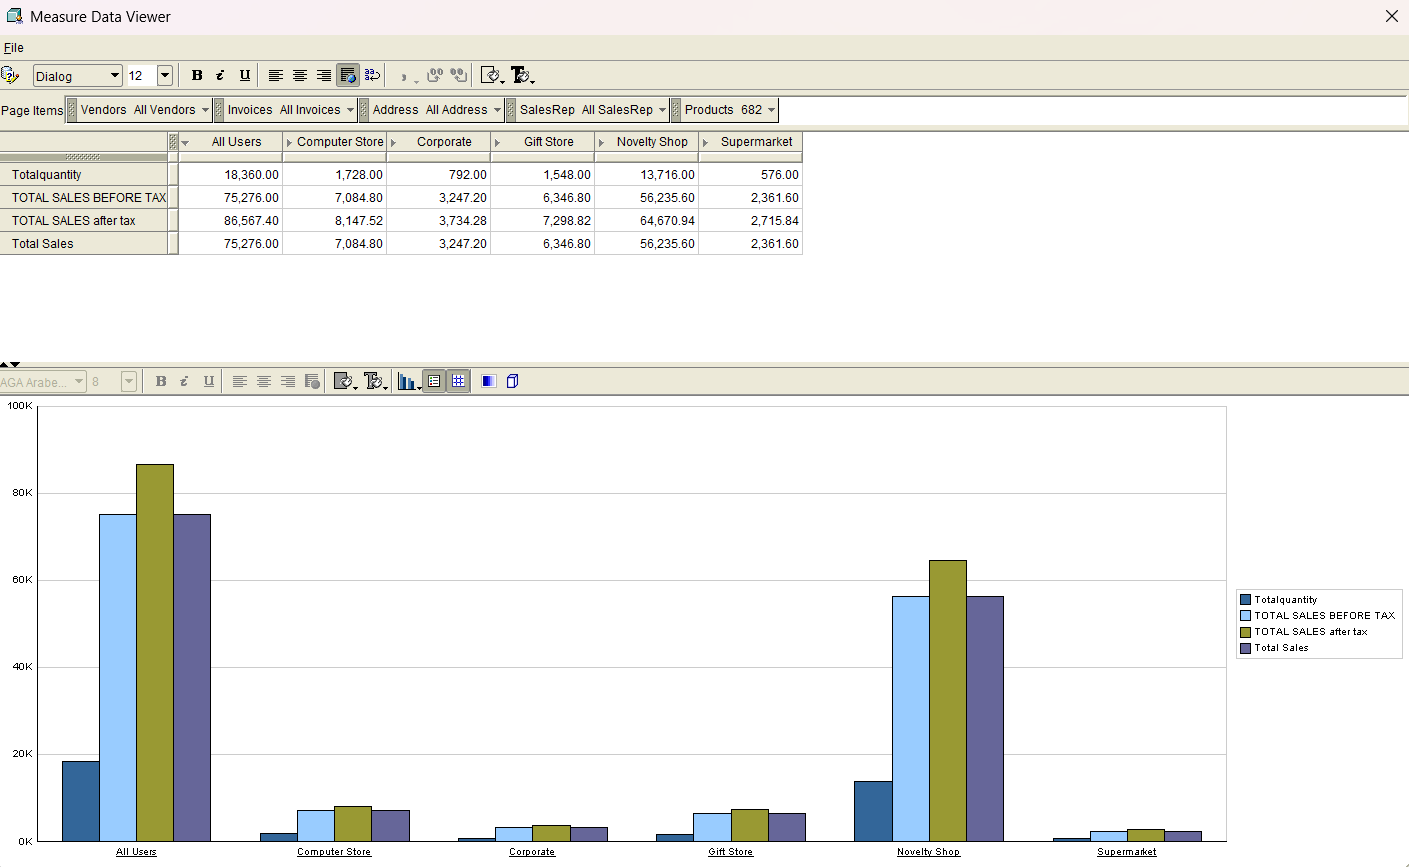 Measure Data Viewer
File
Dialog 12 B i U
Page Items Vendors All Vendors Invoices All Invoices Address All Address SalesRep All SalesRep Products 682
All Users Computer Store Corporate Gift Store Novelty Shop Supermarket
Totalquantity 18,360.00 1,728.00 792.00 1,548.00 13,716.00 576.00
TOTAL SALES BEFORE TAX 75,276.00 7,084.80 3,247.20 6,346.80 56,235.60 2,361.60
TOTAL SALES after tax 86,567.40 8,147.52 3,734.28 7,298.82 64,670.94 2,715.84
Total Sales 75,276.00 7,084.80 3,247.20 6,346.80 56,235.60 2,361.60
AGA Arabe... 8 B i U
100K
80K
60K
40K
20K
0K
Totalquantity
TOTAL SALES BEFORE TAX
TOTAL SALES after tax
Total Sales
All Users Computer Store Corporate Gift Store Novelty Shop Supermarket